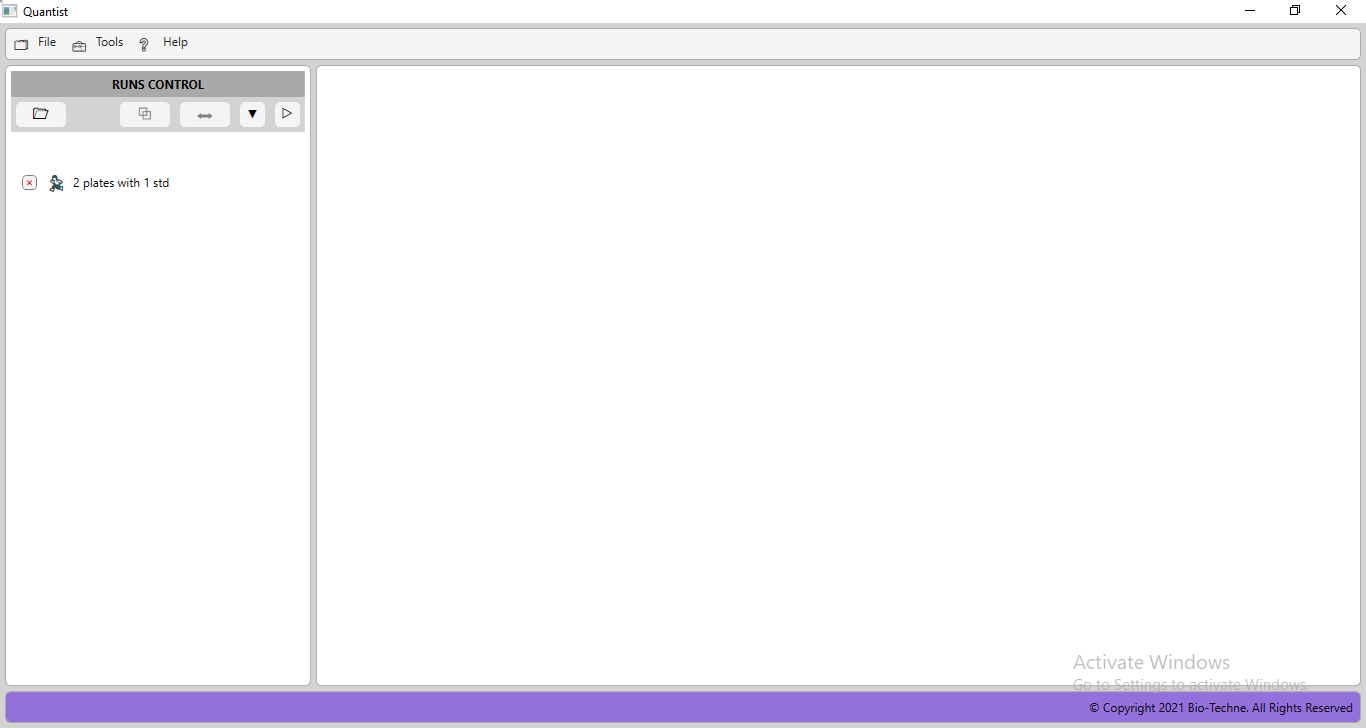 Quantist
File Tools Help
RUNS CONTROL
2 plates with 1 std
Activate Windows
Go to Settings to activate Windows.
© Copyright 2021 Bio-Techne. All Rights Reserved